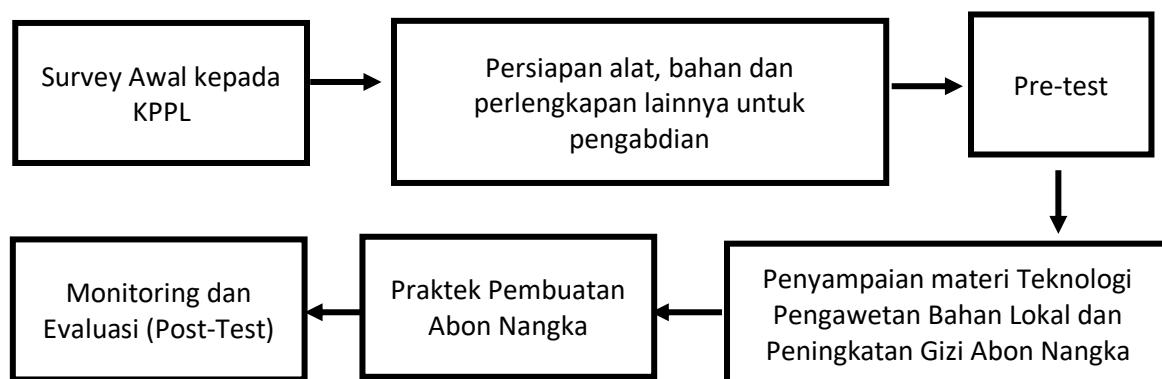 Survey Awal kepada
KPPL
Persiapan alat, bahan dan
perlengkapan lainnya untuk
pengabdian
Pre-test
Penyampaian materi Teknologi
Pengawetan Bahan Lokal dan
Peningkatan Gizi Abon Nangka
Praktek Pembuatan
Abon Nangka
Monitoring dan
Evaluasi (Post-Test)